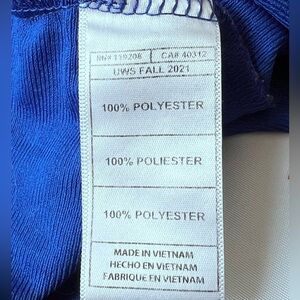 RN# 119208 | CA# 40312
UWS FALL 2021
100% POLYESTER
100% POLIESTER
100% POLYESTER
MADE IN VIETNAM
HECHO EN VIETNAM
FABRIQUE EN VIETNAM